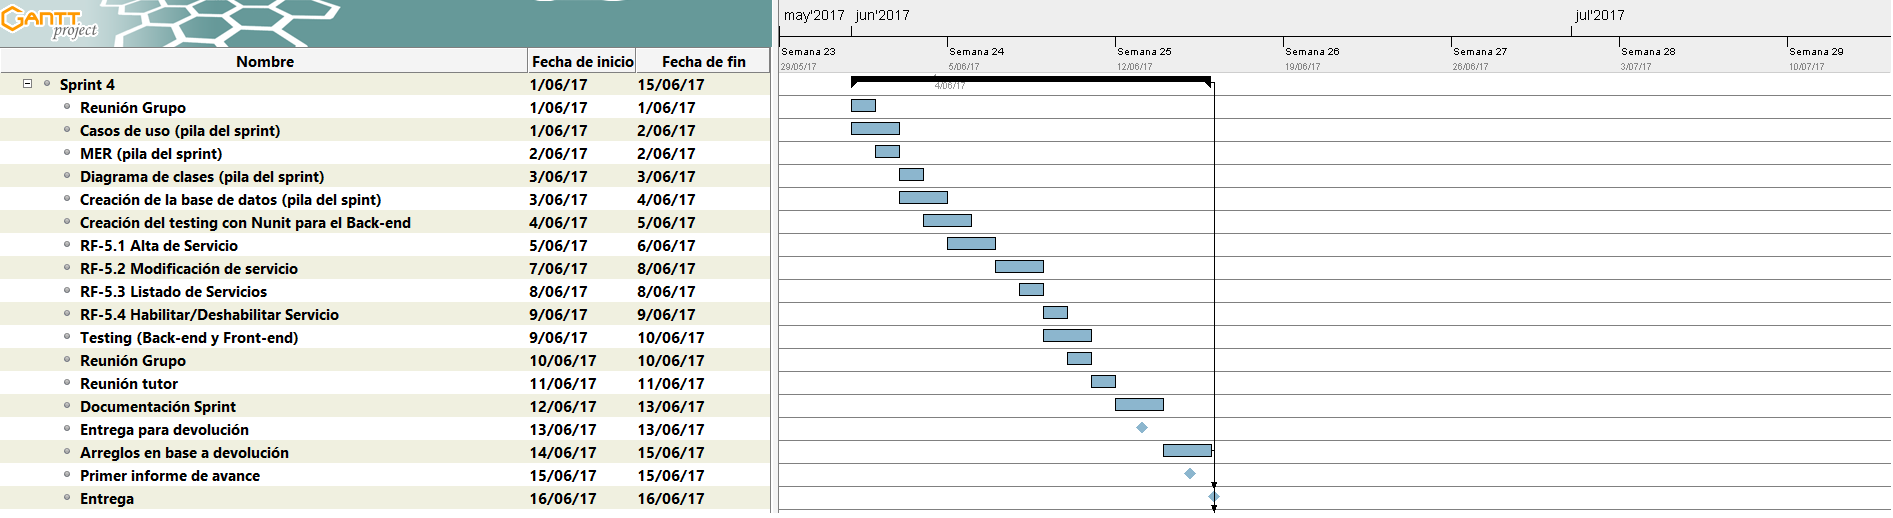 GANTT
project
may'2017 jun'2017 jul'2017
Semana 23 Semana 24 Semana 25 Semana 26 Semana 27 Semana 28 Semana 29
29/05/17 5/06/17 12/06/17 19/06/17 26/06/17 3/07/17 10/07/17
Nombre Fecha de inicio Fecha de fin
Sprint 4 1/06/17 15/06/17
4/06/17
Reunión Grupo 1/06/17 1/06/17
Casos de uso (pila del sprint) 1/06/17 2/06/17
MER (pila del sprint) 2/06/17 2/06/17
Diagrama de clases (pila del sprint) 3/06/17 3/06/17
Creación de la base de datos (pila del spint) 3/06/17 4/06/17
Creación del testing con Nunit para el Back-end 4/06/17 5/06/17
RF-5.1 Alta de Servicio 5/06/17 6/06/17
RF-5.2 Modificación de servicio 7/06/17 8/06/17
RF-5.3 Listado de Servicios 8/06/17 8/06/17
RF-5.4 Habilitar/Deshabilitar Servicio 9/06/17 9/06/17
Testing (Back-end y Front-end) 9/06/17 10/06/17
Reunión Grupo 10/06/17 10/06/17
Reunión tutor 11/06/17 11/06/17
Documentación Sprint 12/06/17 13/06/17
Entrega para devolución 13/06/17 13/06/17
Arreglos en base a devolución 14/06/17 15/06/17
Primer informe de avance 15/06/17 15/06/17
Entrega 16/06/17 16/06/17